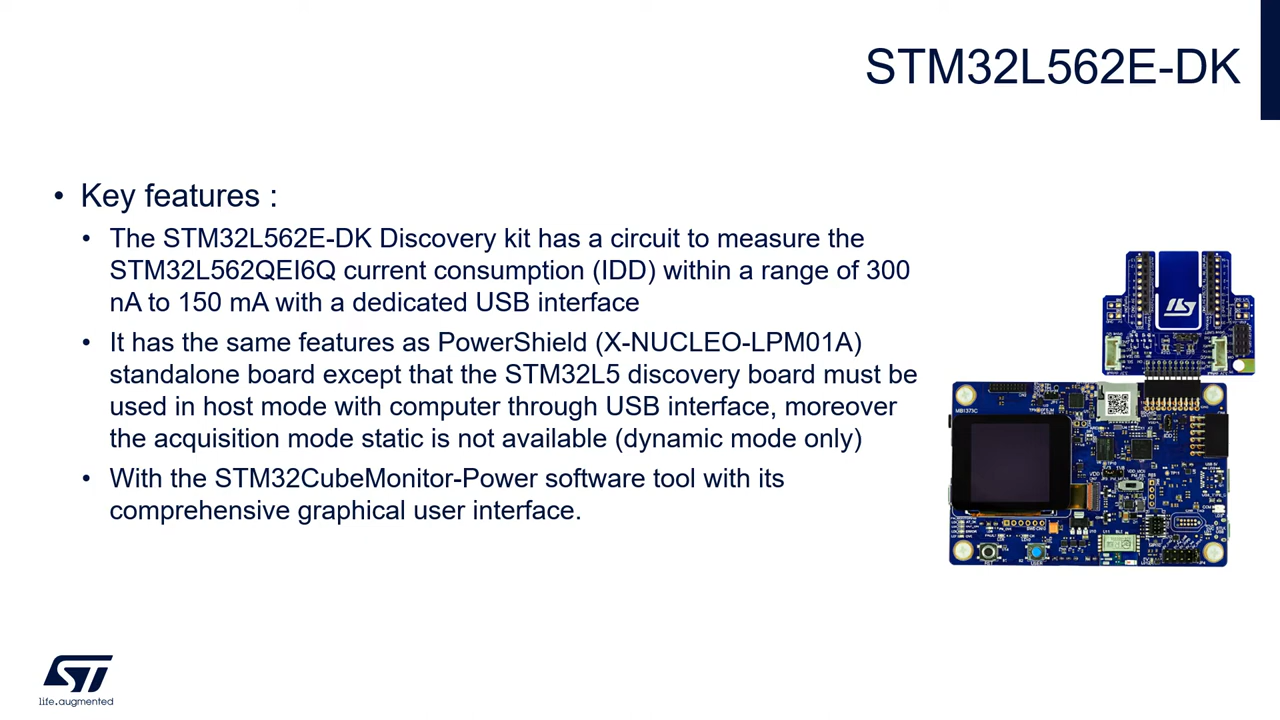 STM32L562E-DK
• Key features :
• The STM32L562E-DK Discovery kit has a circuit to measure the
STM32L562QEI6Q current consumption (IDD) within a range of 300
nA to 150 mA with a dedicated USB interface
• It has the same features as PowerShield (X-NUCLEO-LPM01A)
standalone board except that the STM32L5 discovery board must be
used in host mode with computer through USB interface, moreover
the acquisition mode static is not available (dynamic mode only)
• With the STM32CubeMonitor-Power software tool with its
comprehensive graphical user interface.
MB1373C
USER
ST
life.augmented